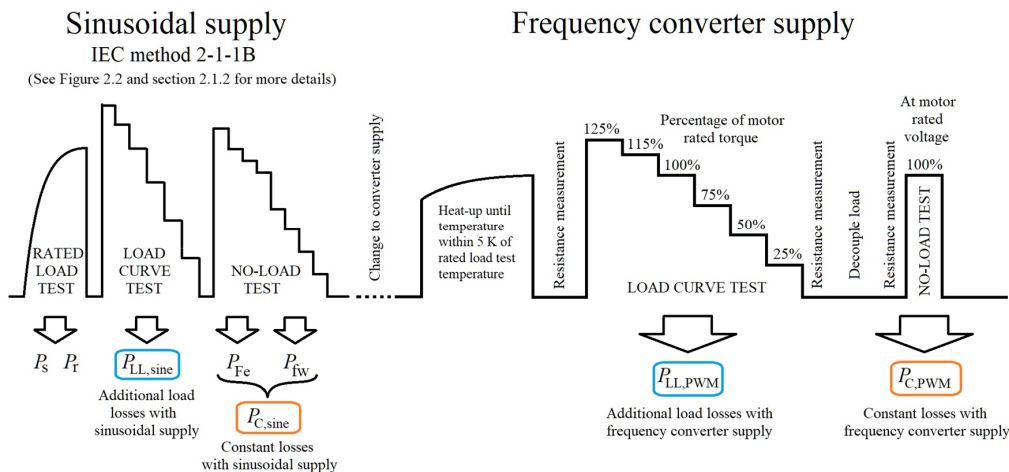 Sinusoidal supply
IEC method 2-1-1B
(See Figure 2.2 and section 2.1.2 for more details)
RATED
LOAD
TEST
LOAD
CURVE
TEST
NO-LOAD
TEST
Ps Pr
PLL,sine
Additional load
losses with
sinusoidal supply
PFe Pfw
PC,sine
Constant losses
with sinusoidal supply
Change to converter supply
Frequency converter supply
Heat-up until
temperature
within 5 K of
rated load test
temperature
Resistance measurement
Percentage of motor
rated torque
125%
115%
100%
75%
50%
25%
LOAD CURVE TEST
Resistance measurement
Decouple load
Resistance measurement
At motor
rated
voltage
100%
NO-LOAD TEST
PLL,PWM
Additional load losses with
frequency converter supply
PC,PWM
Constant losses with
frequency converter supply